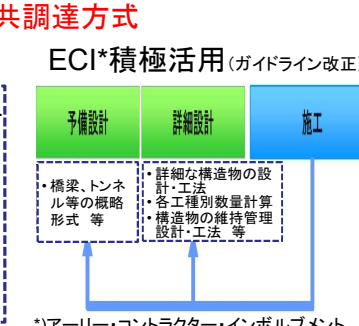 共調達方式
ECI*積極活用(ガイドライン改正)
予備設計
詳細設計
施工
・橋梁、トンネ
ル等の概略
形式 等
・詳細な構造物の設
計・工法
・各工種別数量計算
・構造物の維持管理
設計・工法 等
*)アーリー・コントラクター・インボルブメント